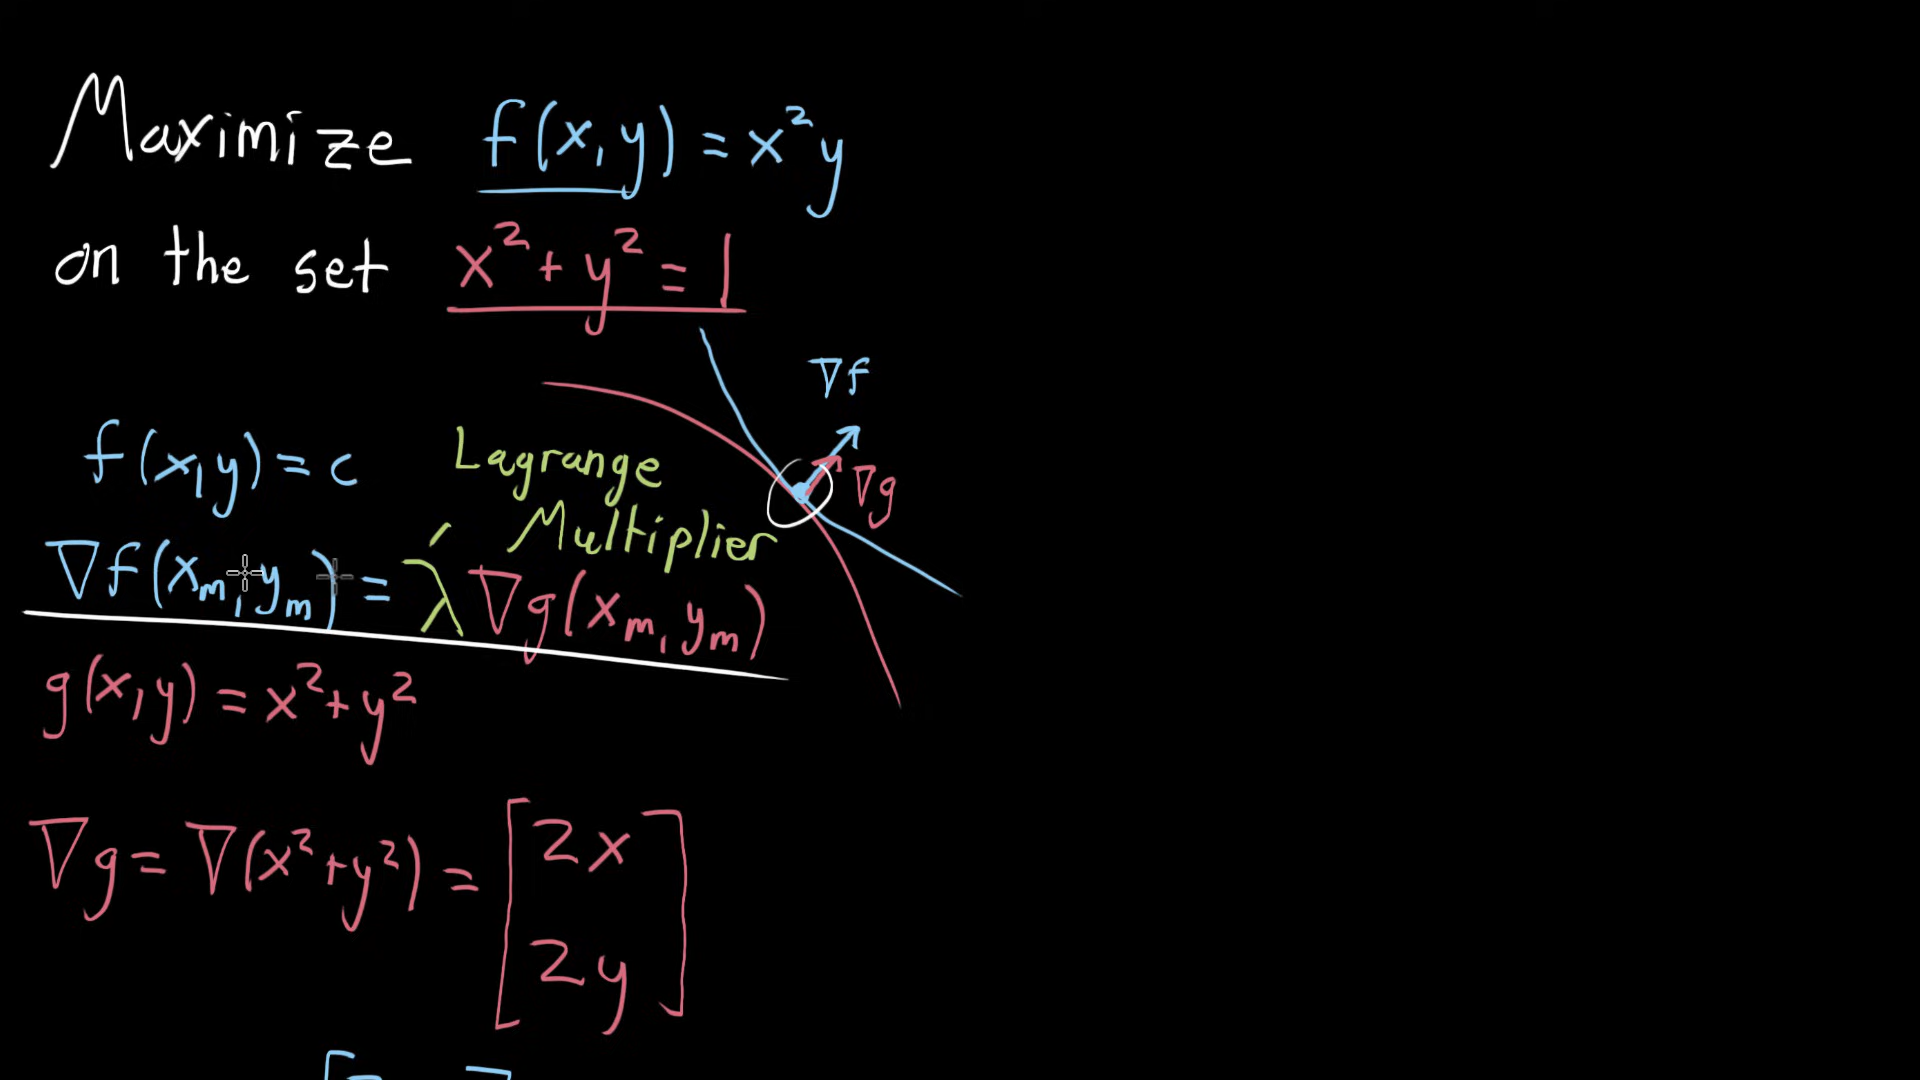 Maximize f(x,y) = x²y
on the set x² + y² = 1
∇f
f(x,y) = c
Lagrange
Multiplier
∇g
∇f(xₘ,yₘ) = λ∇g(xₘ,yₘ)
g(x,y) = x² + y²
∇g = ∇(x² + y²) = [2x
2y]